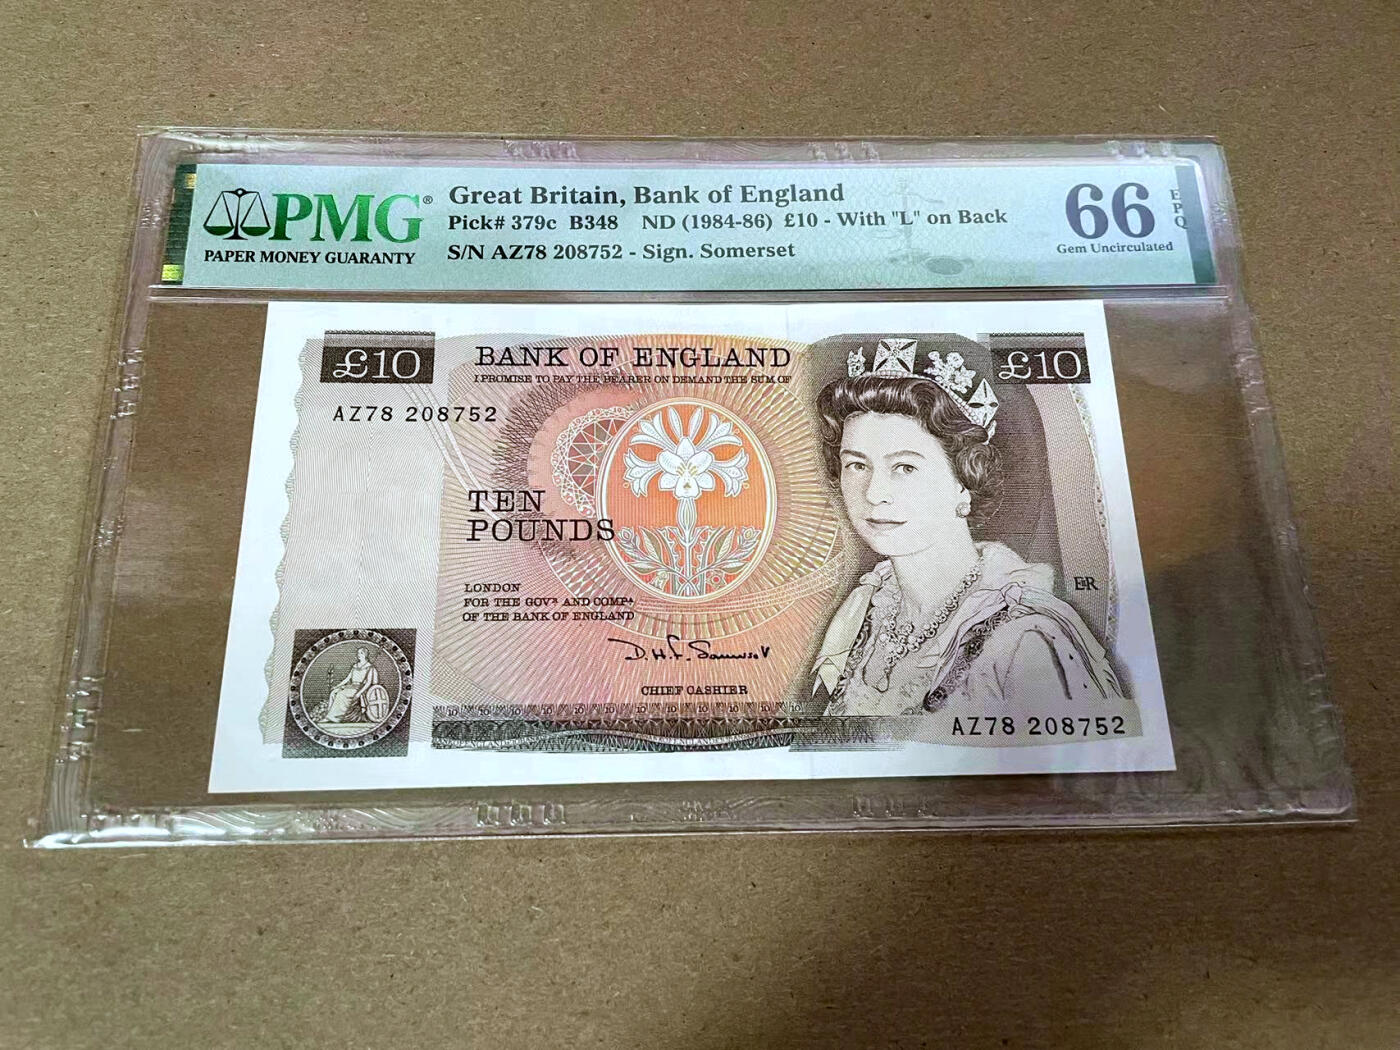 PMG®
PAPER MONEY GUARANTY
Great Britain, Bank of England
Pick# 379c B348 ND (1984-86) £10 - With "L" on Back
S/N AZ78 208752 - Sign. Somerset
66
EPQ
Gem Uncirculated
£10
BANK OF ENGLAND
£10
I PROMISE TO PAY THE BEARER ON DEMAND THE SUM OF
AZ78 208752
TEN
POUNDS
LONDON
FOR THE GOVR AND COMPA
OF THE BANK OF ENGLAND
EIIR
D.H.F. Somerset
CHIEF CASHIER
AZ78 208752